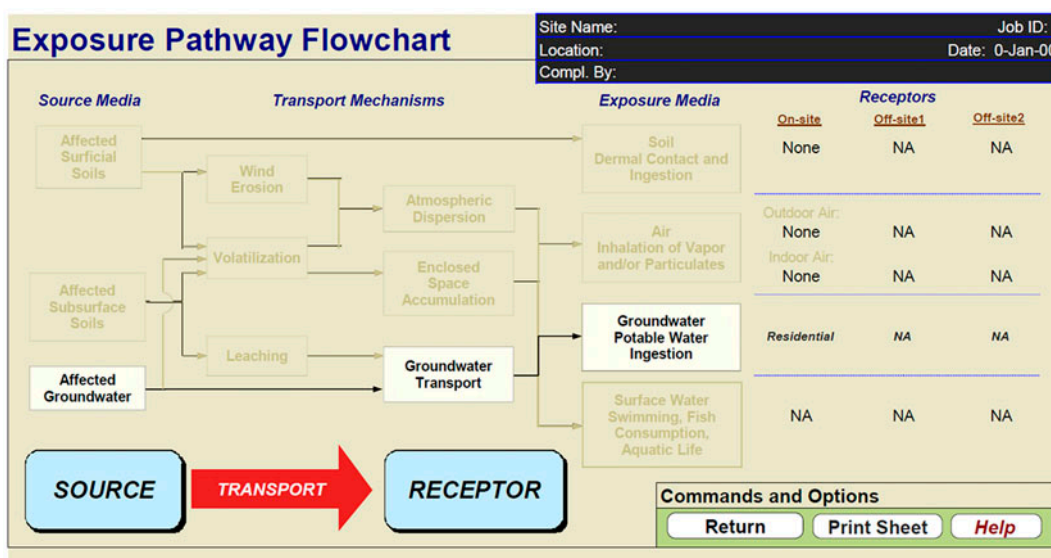 Exposure Pathway Flowchart
Site Name: Job ID:
Location: Date: 0-Jan-00
Compl. By:
Source Media
Transport Mechanisms
Exposure Media
Receptors
On-site Off-site1 Off-site2
Affected
Surficial
Soils
Wind
Erosion
Atmospheric
Dispersion
Soil
Dermal Contact and
Ingestion
None NA NA
Volatilization
Enclosed
Space
Accumulation
Air
Inhalation of Vapor
and/or Particulates
Outdoor Air:
None NA NA
Indoor Air:
None NA NA
Affected
Subsurface
Soils
Leaching
Groundwater
Transport
Groundwater
Potable Water
Ingestion
Residential NA NA
Affected
Groundwater
Surface Water
Swimming, Fish
Consumption,
Aquatic Life
NA NA NA
SOURCE
TRANSPORT
RECEPTOR
Commands and Options
Return Print Sheet Help